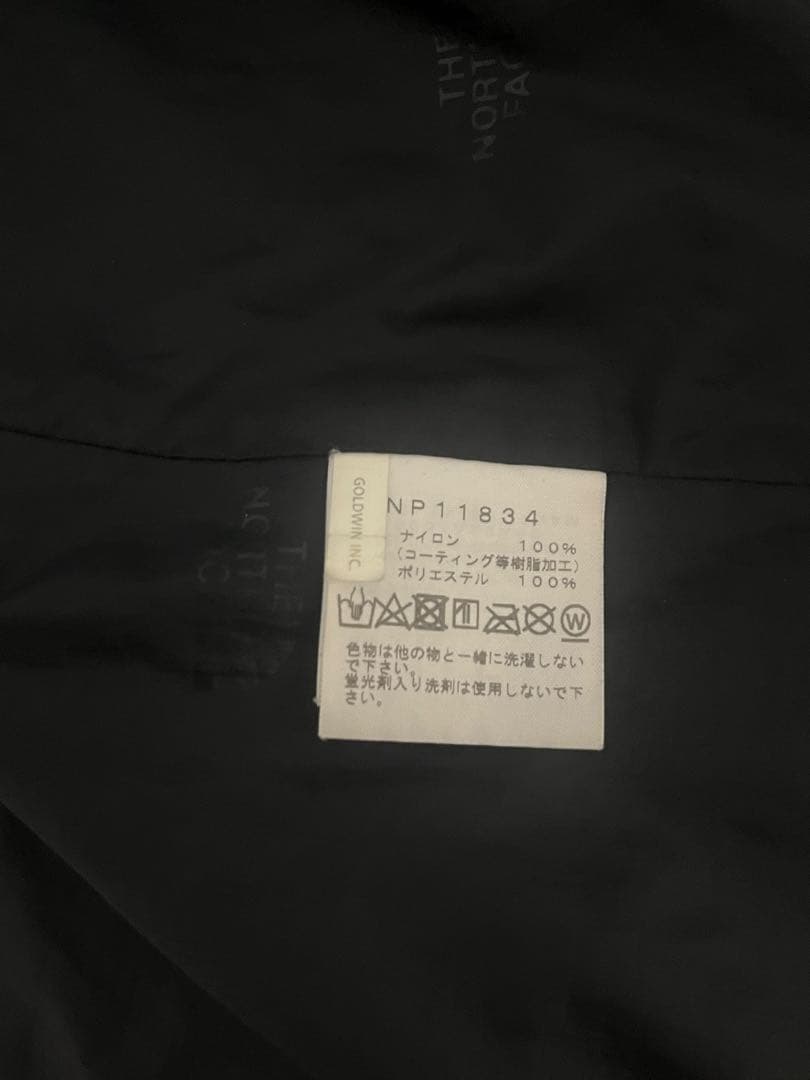 THE
NORT
FAC
GOLDWIN INC.
NP11834
ナイロン 100%
(コーティング等樹脂加工)
ポリエステル 100%
W
色物は他の物と一緒に洗濯しない
で下さい。
蛍光剤入り洗剤は使用しないで下
さい。